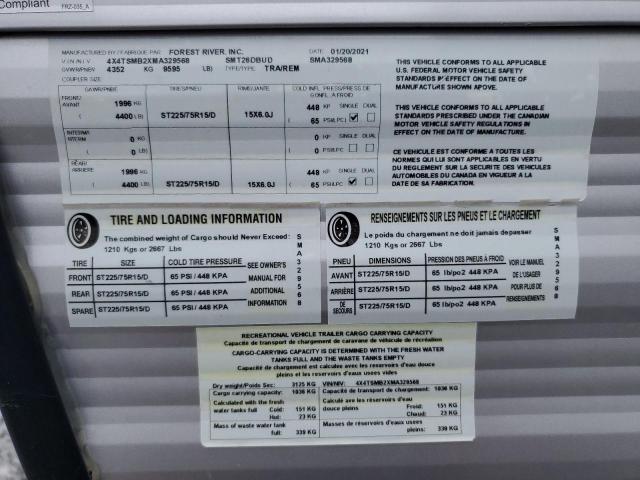 Compliant
FRZ-035_A
MANUFACTURED BY / FABRIQUE PAR FOREST RIVER, INC. DATE 01/20/2021
V.I.N./N.I.V 4X4TSMB2XMA329568 SMT26DBUD SMA329568
GVWR/PNBV 4352 KG 9595 LB) TYPE/TYPE: TRA/REM
COUPLER SIZE
GAWR/PNBE TIRES/PNEU RIMS/JANTE COLD INFL. PRESS/PRESS DE GONFL A FROID
FRONT/ AVANT 1996 KG 448 KP SINGLE DUAL
( 4400 LB) ST225/75R15/D 15X6.0J ( 65 PSI/LPC)
INTERM/ INTERM 0 KG 0 KP SINGLE DUAL
( 0 LB) ( 0 PSI/LPC)
REAR/ ARRIERE 1996 KG 448 KP SINGLE DUAL
( 4400 LB) ST225/75R15/D 15X6.0J ( 65 PSI/LPC)
THIS VEHICLE CONFORMS TO ALL APPLICABLE
U.S. FEDERAL MOTOR VEHICLE SAFETY
STANDARDS IN EFFECT ON THE DATE OF
MANUFACTURE SHOWN ABOVE.
THIS VEHICLE CONFORMS TO ALL APPLICABLE
STANDARDS PRESCRIBED UNDER THE CANADIAN
MOTOR VEHICLE SAFETY REGULATIONS IN
EFFECT ON THE DATE OF MANUFACTURE.
CE VEHICULE EST CONFORME A TOUTES LES
NORMES QUI LUI SONT APPLICABLES EN VERTU
DU REGLEMENT SUR LA SECURITE DES VEHICULES
AUTOMOBILES DU CANADA EN VIGUEUR A LA
DATE DE SA FABRICATION.
TIRE AND LOADING INFORMATION
The combined weight of Cargo should Never Exceed:
1210 Kgs or 2667 Lbs
TIRE SIZE COLD TIRE PRESSURE
FRONT ST225/75R15/D 65 PSI / 448 KPA
REAR ST225/75R15/D 65 PSI / 448 KPA
SPARE ST225/75R15/D 65 PSI / 448 KPA
SEE OWNER'S
MANUAL FOR
ADDITIONAL
INFORMATION
SMA329568
RENSEIGNEMENTS SUR LES PNEUS ET LE CHARGEMENT
Le poids du chargement ne doit jamais depasser
1210 Kgs or 2667 Lbs
PNEU DIMENSIONS PRESSION DES PNEUS À FROID
AVANT ST225/75R15/D 65 lb/po2 448 KPA
ARRIÈRE ST225/75R15/D 65 lb/po2 448 KPA
DE SECOURS ST225/75R15/D 65 lb/po2 448 KPA
VOIR LE MANUEL
DE L'USAGER
POUR PLUS DE
RENSEIGNEMENTS
SMA329568
RECREATIONAL VEHICLE TRAILER CARGO CARRYING CAPACITY
Capacité de transport de chargement de caravane de véhicule de récréation
CARGO-CARRYING CAPACITY IS DETERMINED WITH THE FRESH WATER
TANKS FULL AND THE WASTE TANKS EMPTY
Capacité de chargement est calculés avec les réservoirs d'eau douce
pleins et les reservoirs d'eaux usées vides
Dry weight/Poids Sec: 3125 KG VIN/NIV: 4X4TSMB2XMA329568
Cargo carrying capacity: 1036 KG Capacite de transport de chargement: 1036 KG
Calculated with the fresh
water tanks full Cold: 151 KG
Hot: 23 KG
Calculé avec les réservoirs d'eau
douce pleins Froid: 151 KG
Chaud: 23 KG
Mass of waste water tank
full: 339 KG
Masses de réservoirs d'eaux usees
pleins: 339 KG